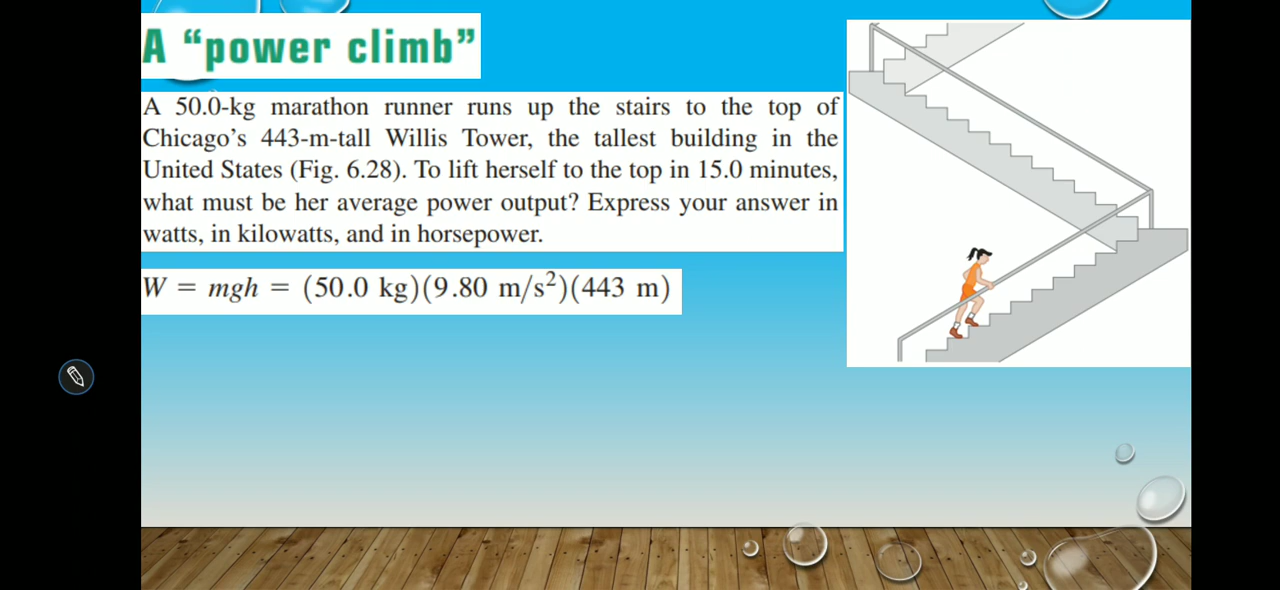 A “power climb”
A 50.0-kg marathon runner runs up the stairs to the top of
Chicago’s 443-m-tall Willis Tower, the tallest building in the
United States (Fig. 6.28). To lift herself to the top in 15.0 minutes,
what must be her average power output? Express your answer in
watts, in kilowatts, and in horsepower.
W = mgh = (50.0 kg)(9.80 m/s²)(443 m)